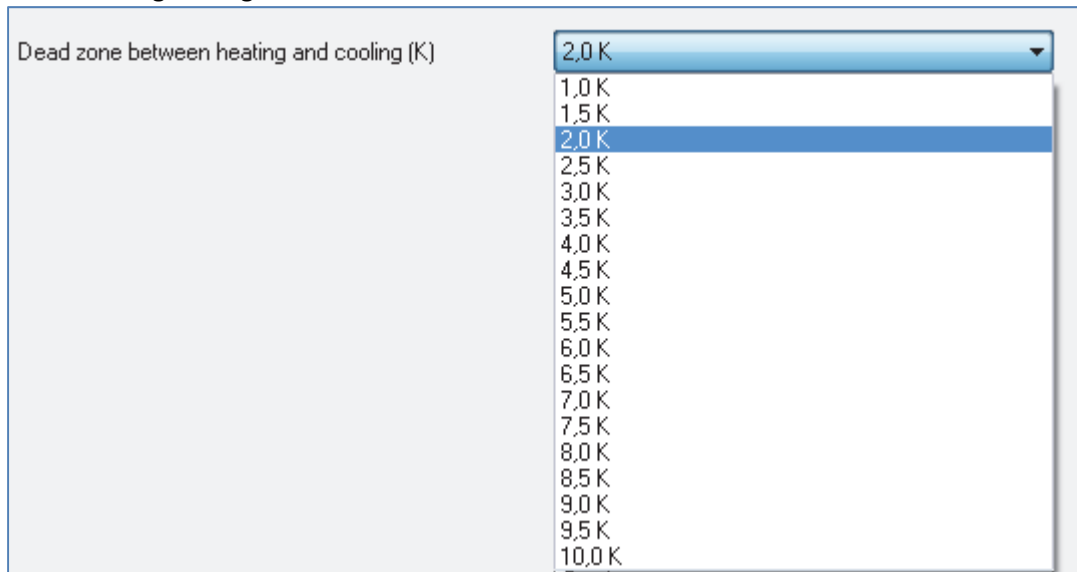 Dead zone between heating and cooling (K)
2,0 K
1,0 K
1,5 K
2,0 K
2,5 K
3,0 K
3,5 K
4,0 K
4,5 K
5,0 K
5,5 K
6,0 K
6,5 K
7,0 K
7,5 K
8,0 K
8,5 K
9,0 K
9,5 K
10,0 K